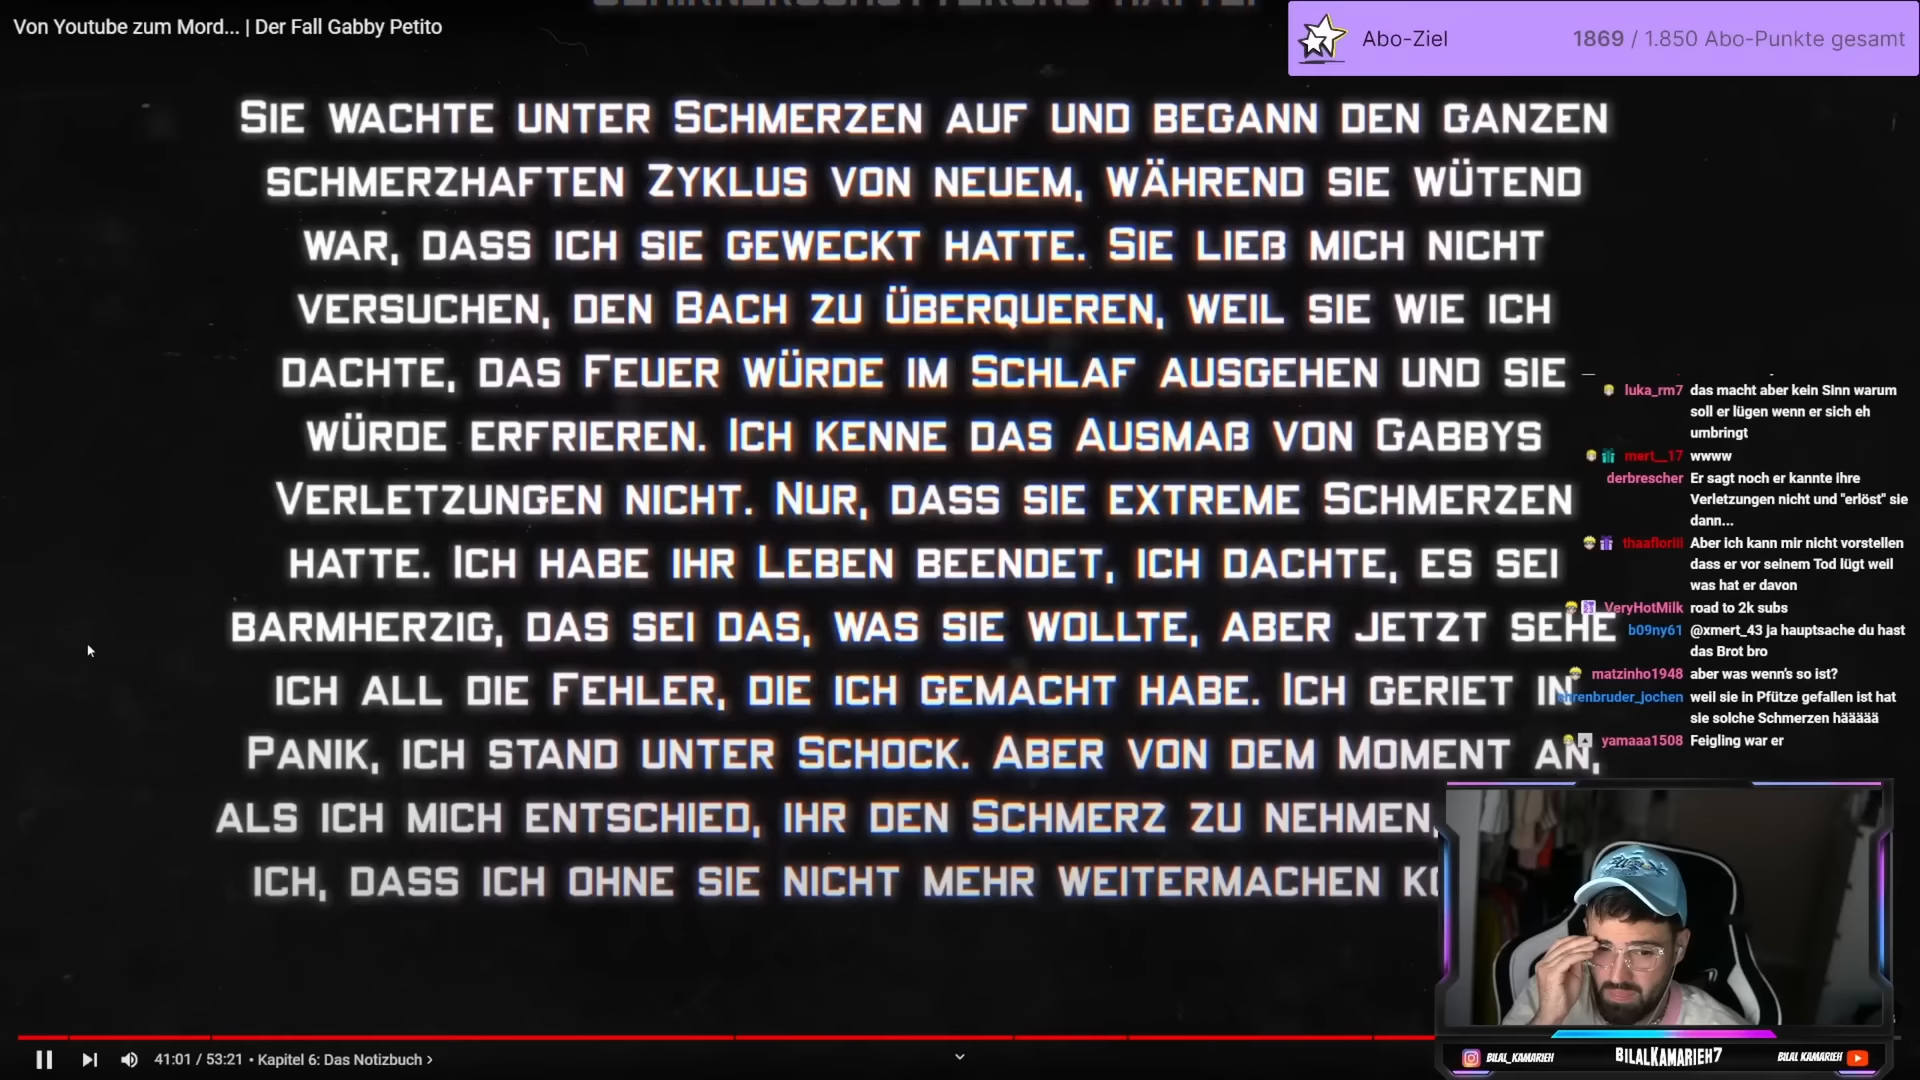 Von Youtube zum Mord... | Der Fall Gabby Petito
Abo-Ziel 1869 / 1.850 Abo-Punkte gesamt
Sie wachte unter Schmerzen auf und begann den ganzen
schmerzhaften Zyklus von neuem, während sie wütend
war, dass ich sie geweckt hatte. Sie ließ mich nicht
versuchen, den Bach zu überqueren, weil sie wie ich
dachte, das Feuer würde im Schlaf ausgehen und sie
würde erfrieren. Ich kenne das Ausmaß von Gabbys
Verletzungen nicht. Nur, dass sie extreme Schmerzen
hatte. Ich habe ihr Leben beendet, ich dachte, es sei
barmherzig, das sei das, was sie wollte, aber jetzt sehe
ich all die Fehler, die ich gemacht habe. Ich geriet in
Panik, ich stand unter Schock. Aber von dem Moment an,
als ich mich entschied, ihr den Schmerz zu nehmen,
ich, dass ich ohne sie nicht mehr weitermachen
luka_rm7 das macht aber kein SInn warum
soll er lügen wenn er sich eh
umbringt
mert__17 wwww
derbrescher Er sagt noch er kannte ihre
Verletzungen nicht und "erlöst" sie
dann...
thaafloriii Aber ich kann mir nicht vorstellen
dass er vor seinem Tod lügt weil
was hat er davon
VeryHotMilk road to 2k subs
b09ny61 @xmert_43 ja hauptsache du hast
das Brot bro
matzinho1948 aber was wenn's so ist?
ehrenbruder_jochen weil sie in Pfütze gefallen ist hat
sie solche Schmerzen häääää
yamaaa1508 Feigling war er
41:01 / 53:21 • Kapitel 6: Das Notizbuch
BILAL_KAMARIEH
BILALKAMARIEH7
BILAL KAMARIEH